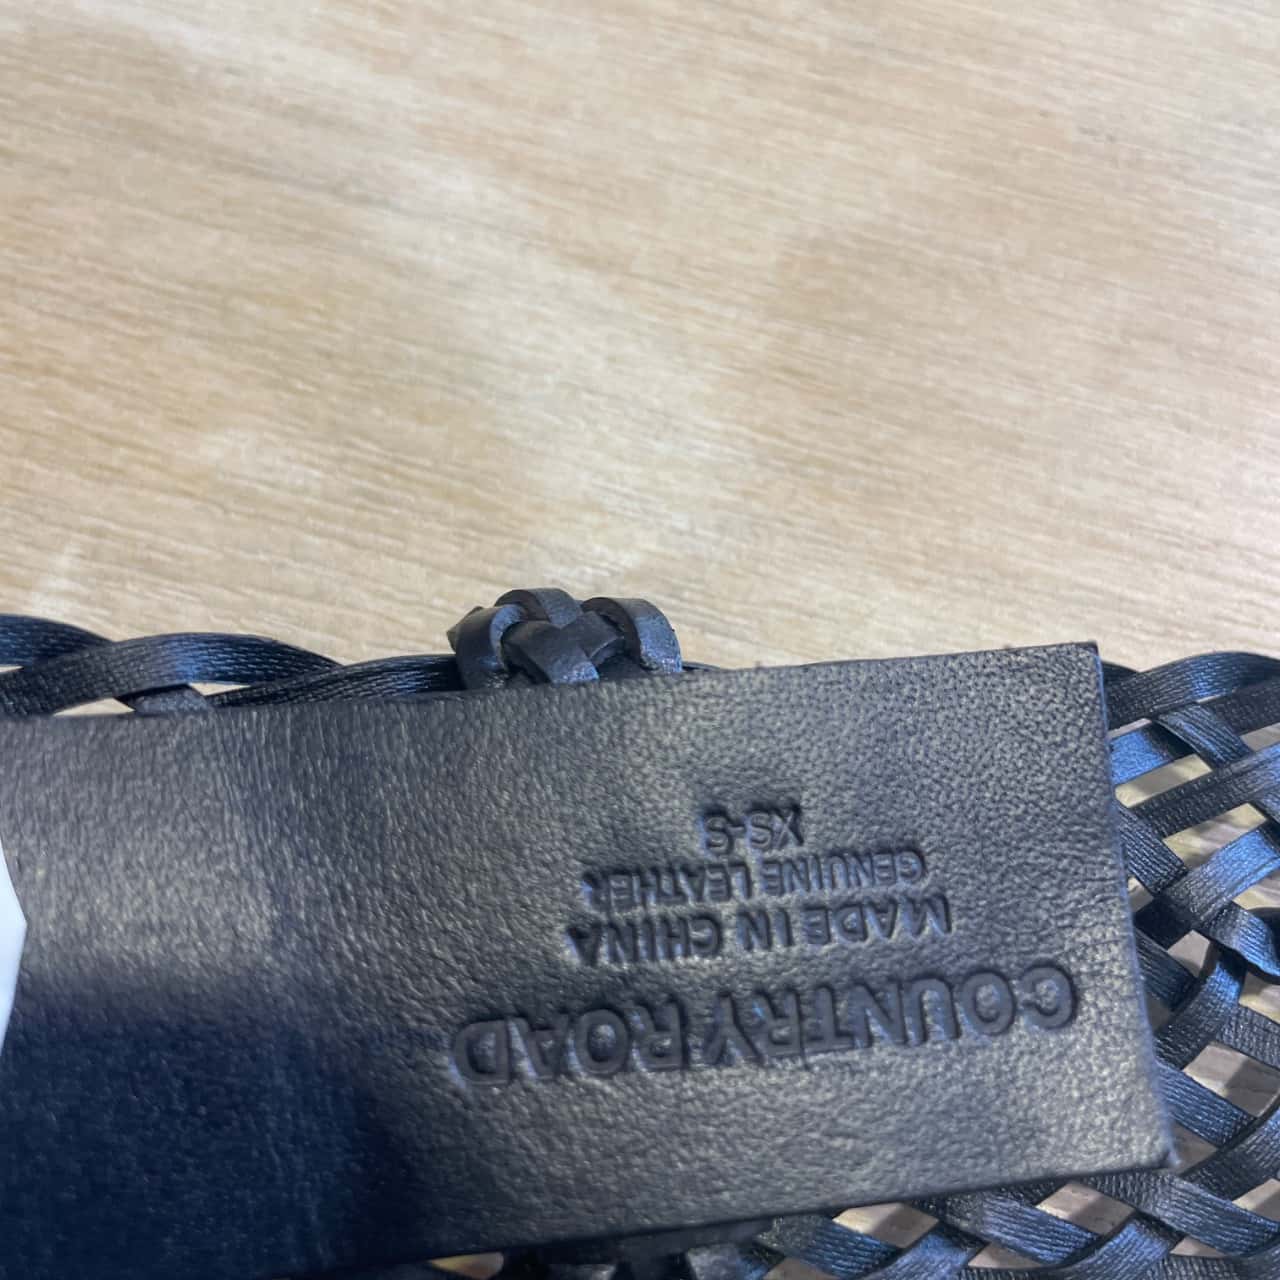 COUNTRY ROAD
MADE IN CHINA
GENUINE LEATHER
XS-S